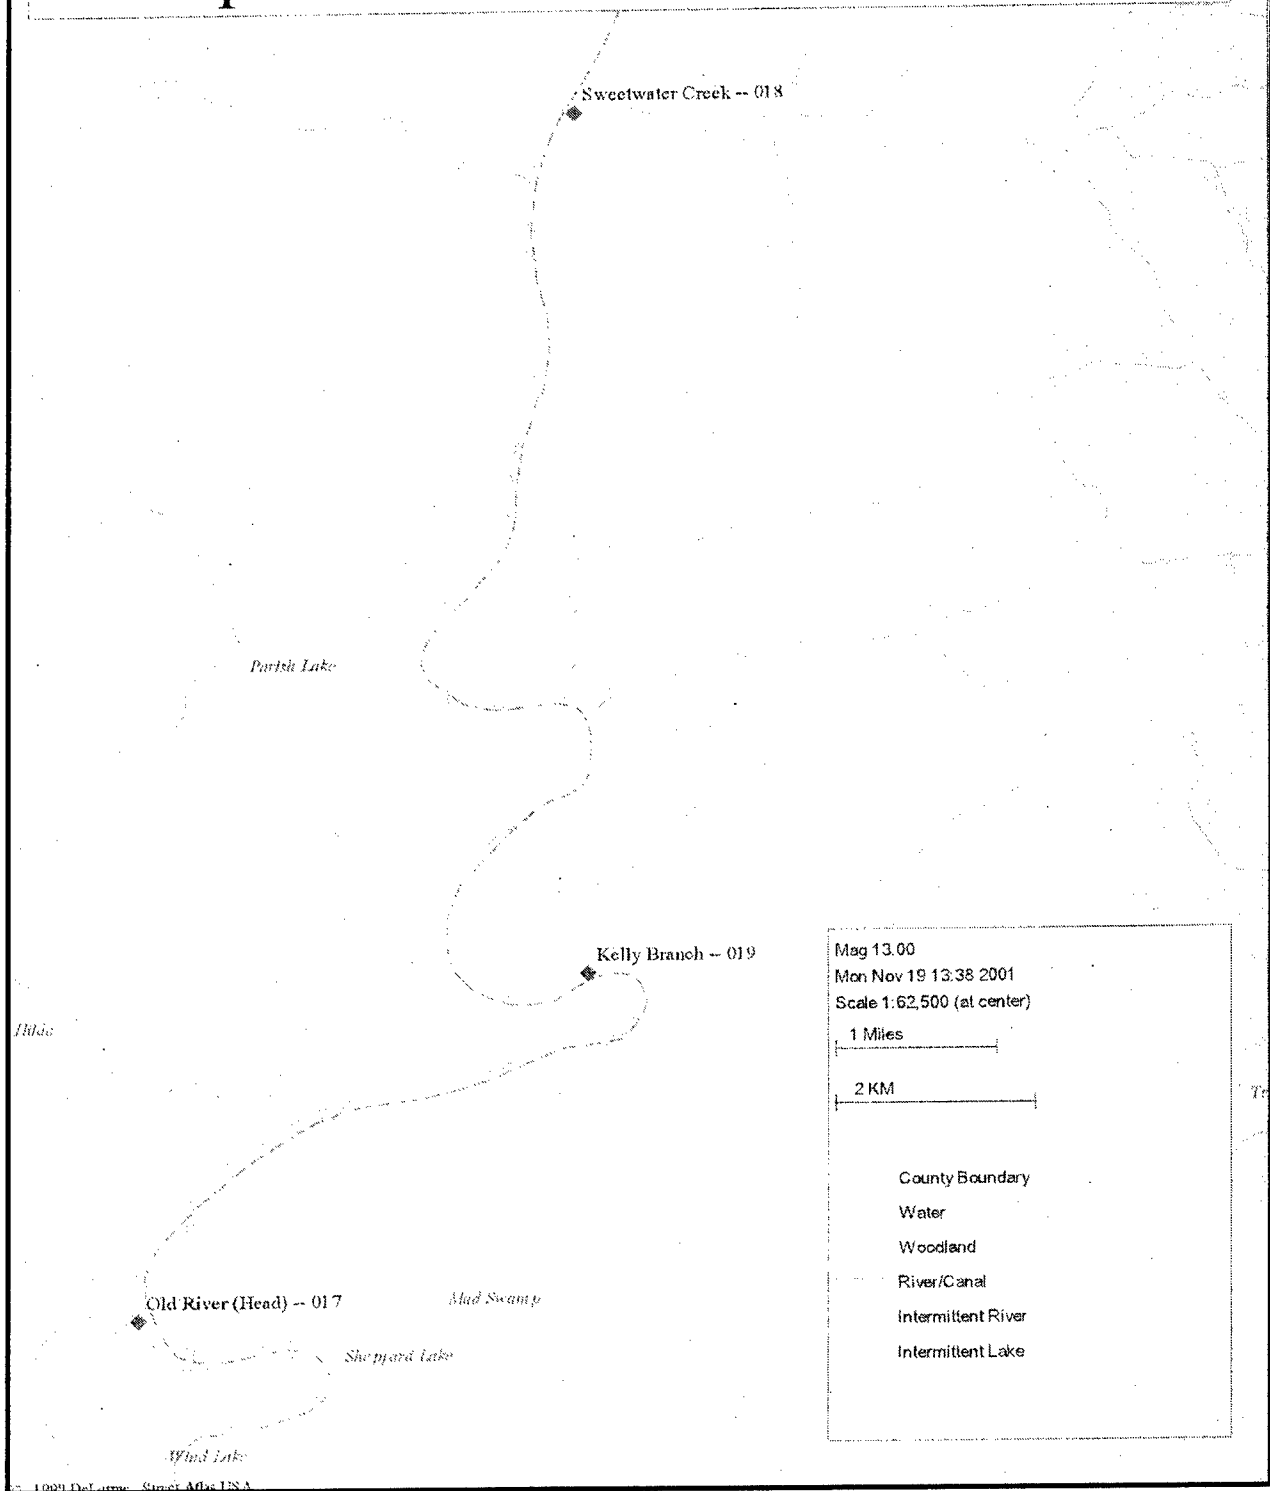 Sweetwater Creek -- 018
Parish Lake
Kelly Branch -- 019
Mag 13.00
Mon Nov 19 13:38 2001
Scale 1:62,500 (at center)
1 Miles
2 KM
County Boundary
Water
Woodland
River/Canal
Intermittent River
Intermittent Lake
Old River (Head) -- 017
Mud Swamp
Sheppard Lake
Wind Lake
1999 DeLorme Street Atlas USA